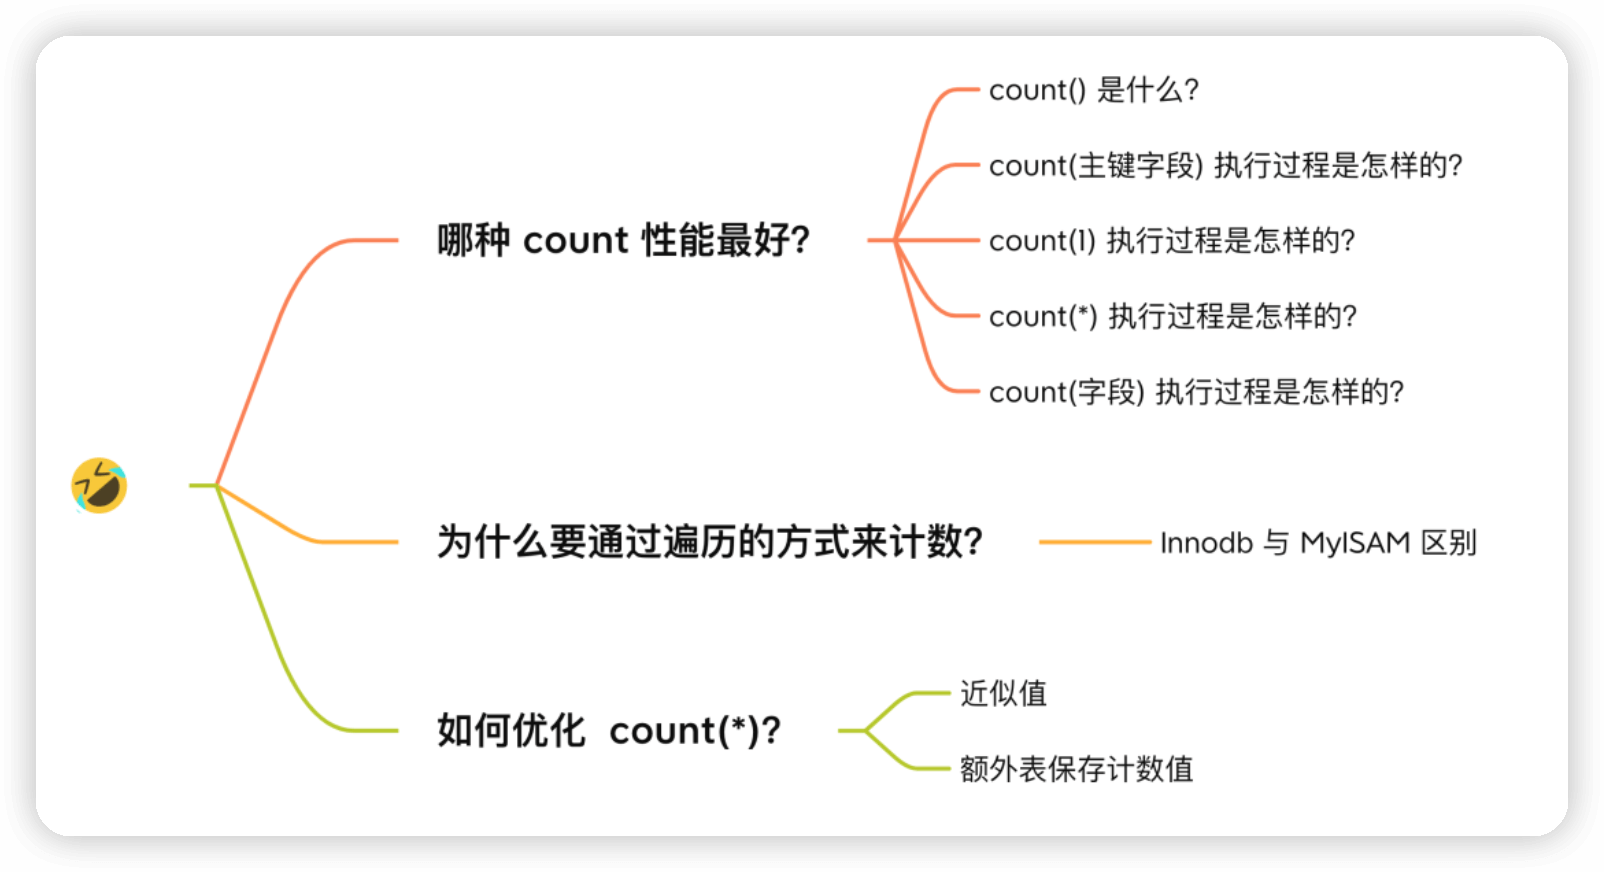 哪种 count 性能最好?
count() 是什么?
count(主键字段) 执行过程是怎样的?
count(1) 执行过程是怎样的?
count(*) 执行过程是怎样的?
count(字段) 执行过程是怎样的?
为什么要通过遍历的方式来计数?
Innodb 与 MyISAM 区别
如何优化 count(*)?
近似值
额外表保存计数值